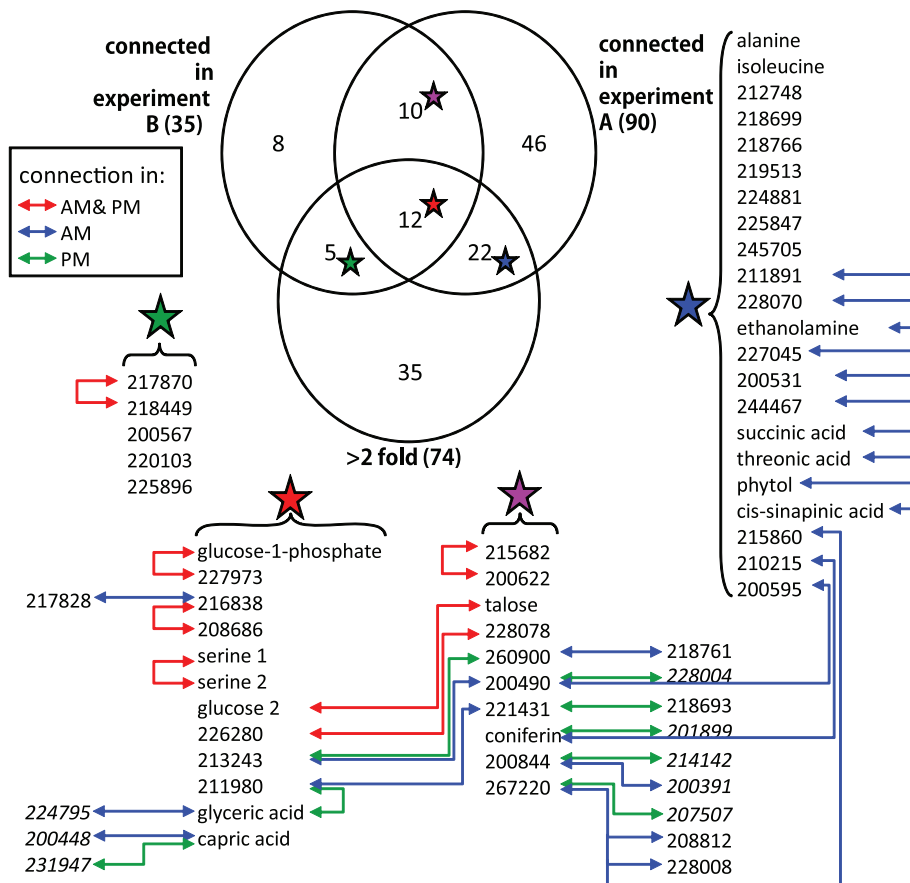 connected
in
experiment
B (35)
connected
in
experiment
A (90)
10
8
46
12
5
22
35
>2 fold (74)
connection in:
AM& PM
AM
PM
217870
218449
200567
220103
225896
glucose-1-phosphate
227973
217828
216838
208686
serine 1
serine 2
glucose 2
226280
213243
211980
224795
glyceric acid
200448
capric acid
231947
215682
200622
talose
228078
260900
200490
221431
coniferin
200844
267220
218761
228004
218693
201899
214142
200391
207507
208812
228008
alanine
isoleucine
212748
218699
218766
219513
224881
225847
245705
211891
228070
ethanolamine
227045
200531
244467
succinic acid
threonic acid
phytol
cis-sinapinic acid
215860
210215
200595